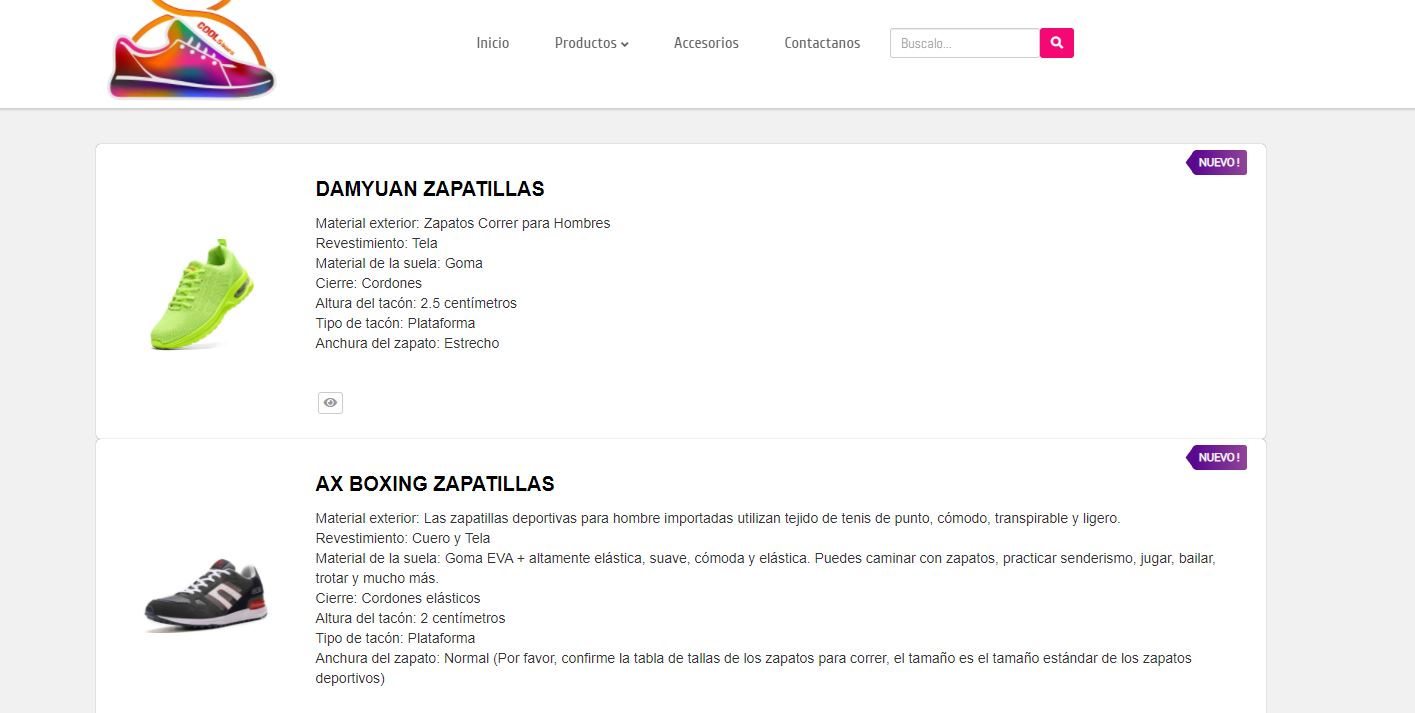 COOLShoes
Inicio
Productos
Accesorios
Contactanos
Buscalo...
NUEVO!
DAMYUAN ZAPATILLAS
Material exterior: Zapatos Correr para Hombres
Revestimiento: Tela
Material de la suela: Goma
Cierre: Cordones
Altura del tacón: 2.5 centímetros
Tipo de tacón: Plataforma
Anchura del zapato: Estrecho
NUEVO!
AX BOXING ZAPATILLAS
Material exterior: Las zapatillas deportivas para hombre importadas utilizan tejido de tenis de punto, cómodo, transpirable y ligero.
Revestimiento: Cuero y Tela
Material de la suela: Goma EVA + altamente elástica, suave, cómoda y elástica. Puedes caminar con zapatos, practicar senderismo, jugar, bailar,
trotar y mucho más.
Cierre: Cordones elásticos
Altura del tacón: 2 centímetros
Tipo de tacón: Plataforma
Anchura del zapato: Normal (Por favor, confirme la tabla de tallas de los zapatos para correr, el tamaño es el tamaño estándar de los zapatos
deportivos)